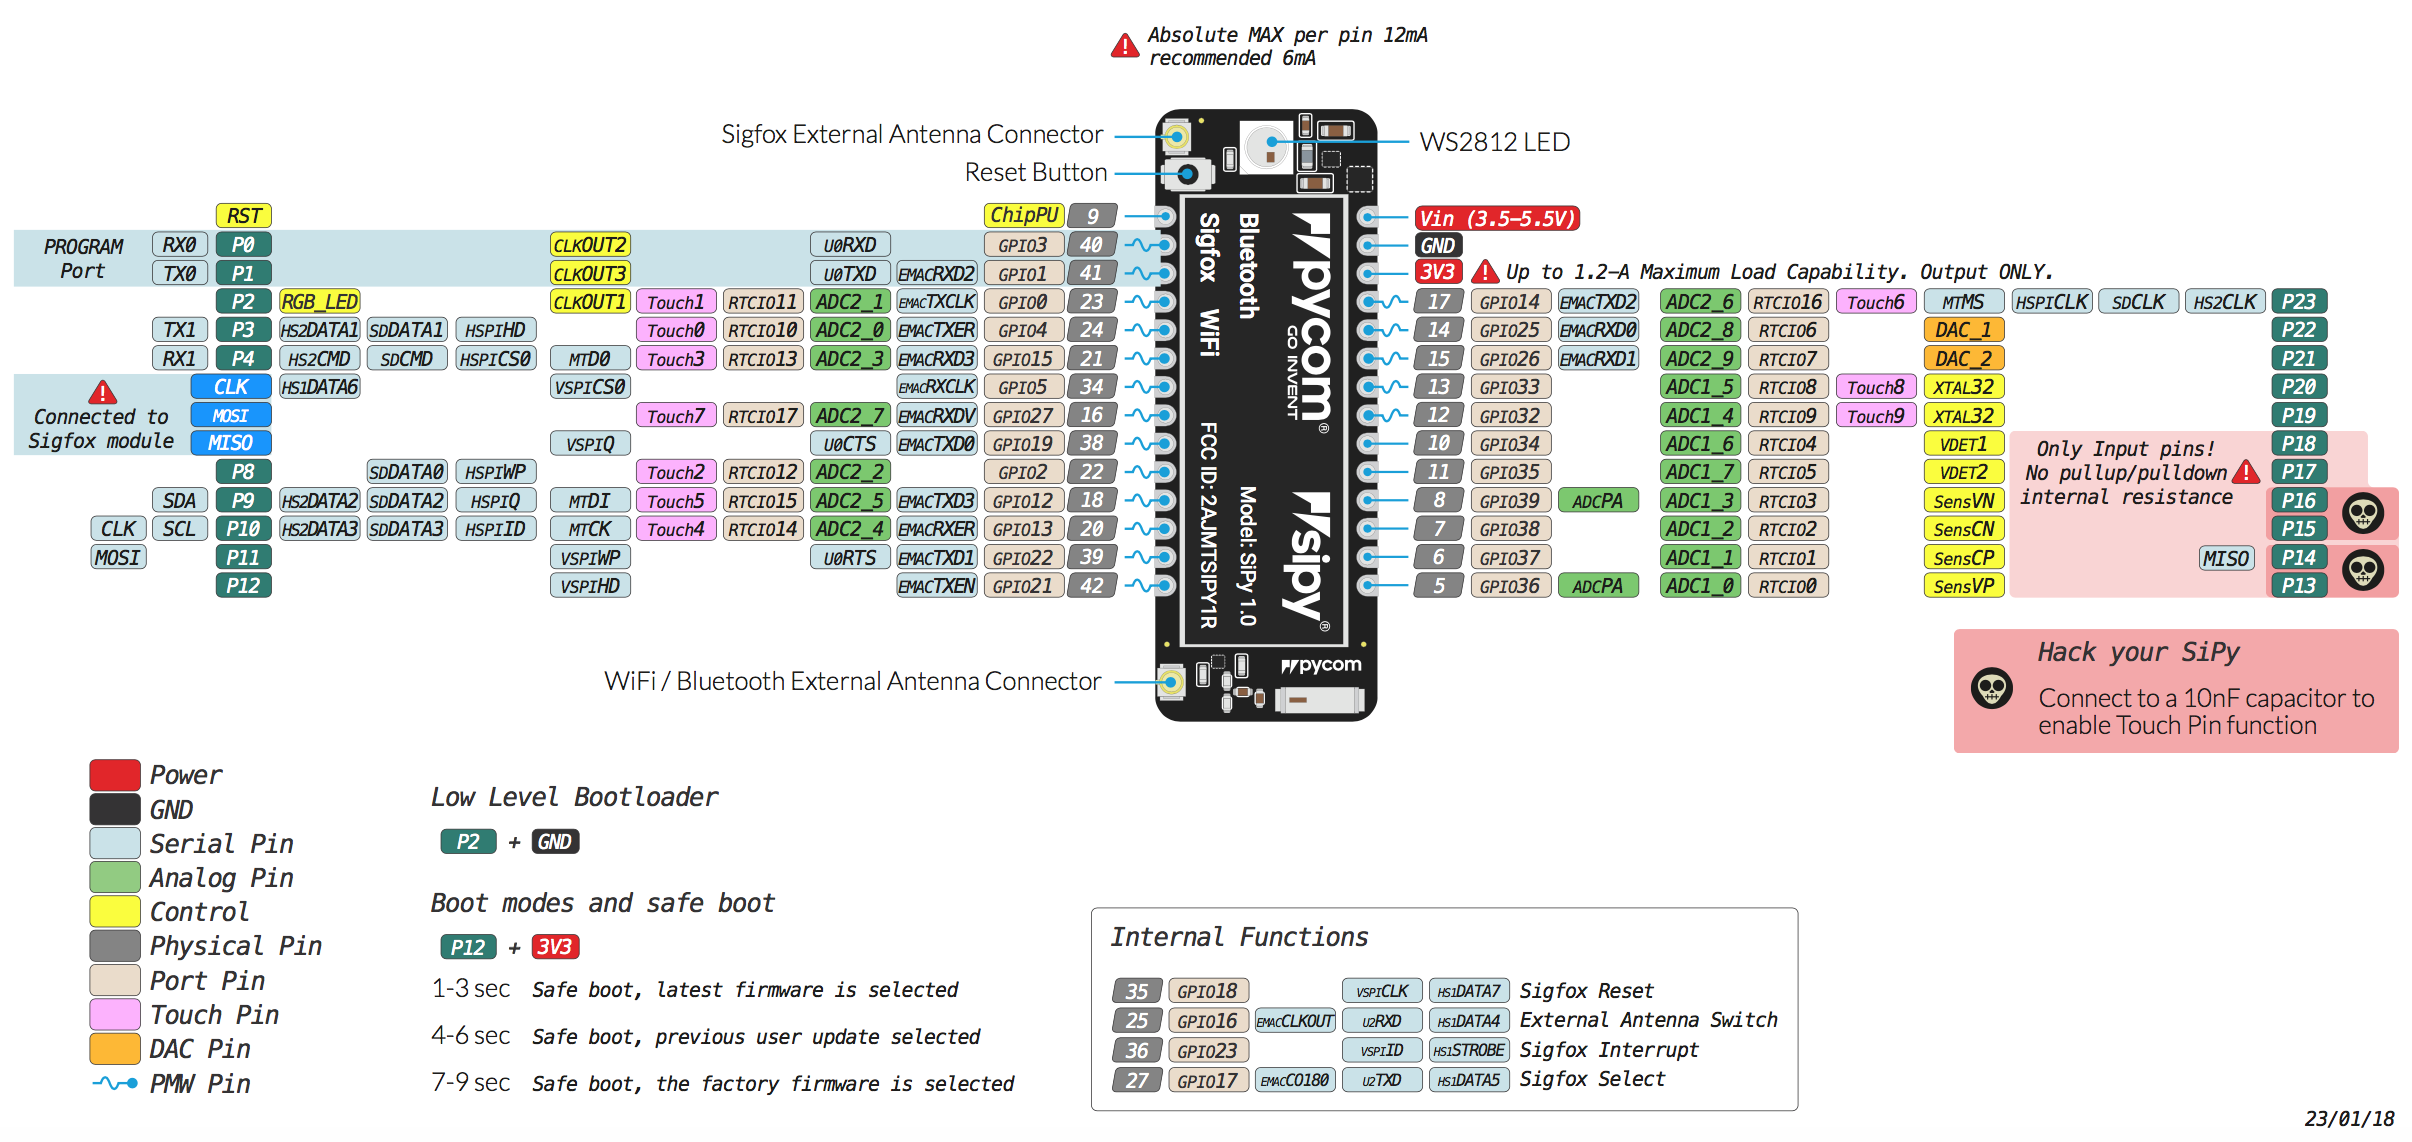 Absolute MAX per pin 12mA
recommended 6mA
Sigfox External Antenna Connector
WS2812 LED
Reset Button
RST ChipPU 9 Vin (3.5–5.5V)
PROGRAM Port
RX0 P0 CLKOUT2 U0RXD GPIO3 40 GND
TX0 P1 CLKOUT3 U0TXD EMACRXD2 GPIO1 41 3V3 Up to 1.2–A Maximum Load Capability. Output ONLY.
P2 RGB_LED CLKOUT1 Touch1 RTCIO11 ADC2_1 EMACTXCLK GPIO0 23 17 GPIO14 EMACTXD2 ADC2_6 RTCIO16 Touch6 MTMS HSPICLK SDCLK HS2CLK P23
TX1 P3 HS2DATA1 SDDATA1 HSPIHD Touch0 RTCIO10 ADC2_0 EMACTXER GPIO4 24 14 GPIO25 EMACRXD0 ADC2_8 RTCIO6 DAC_1 P22
RX1 P4 HS2CMD SDCMD HSPICS0 MTDO Touch3 RTCIO13 ADC2_3 EMACRXD3 GPIO15 21 15 GPIO26 EMACRXD1 ADC2_9 RTCIO7 DAC_2 P21
Connected to
Sigfox module
CLK HS1DATA6 VSPICS0 EMACRXCLK GPIO5 34 13 GPIO33 ADC1_5 RTCIO8 Touch8 XTAL32 P20
MOSI Touch7 RTCIO17 ADC2_7 EMACRXDV GPIO27 16 12 GPIO32 ADC1_4 RTCIO9 Touch9 XTAL32 P19
MISO VSPIQ U0CTS EMACTXD0 GPIO19 38 10 GPIO34 ADC1_6 RTCIO4 VDET1 P18
P8 SDDATA0 HSPIWP Touch2 RTCIO12 ADC2_2 GPIO2 22 11 GPIO35 ADC1_7 RTCIO5 VDET2 P17
SDA P9 HS2DATA2 SDDATA2 HSPIQ MTDI Touch5 RTCIO15 ADC2_5 EMACTXD3 GPIO12 18 8 GPIO39 ADCPA ADC1_3 RTCIO3 SensVN P16
CLK SCL P10 HS2DATA3 SDDATA3 HSPIID MTCK Touch4 RTCIO14 ADC2_4 EMACRXER GPIO13 20 7 GPIO38 ADC1_2 RTCIO2 SensCN P15
MOSI P11 VSPIWP U0RTS EMACTXD1 GPIO22 39 6 GPIO37 ADC1_1 RTCIO1 SensCP MISO P14
P12 VSPIHD EMACTXEN GPIO21 42 5 GPIO36 ADCPA ADC1_0 RTCIO0 SensVP P13
Only Input pins!
No pullup/pulldown
internal resistance
Sigfox WiFi FCC ID: 2AJMTSIPY1R
Bluetooth Model: SiPy 1.0
pycom® GO INVENT sipy®
pycom
WiFi / Bluetooth External Antenna Connector
Hack your SiPy
Connect to a 10nF capacitor to
enable Touch Pin function
Power
GND
Serial Pin
Analog Pin
Control
Physical Pin
Port Pin
Touch Pin
DAC Pin
PMW Pin
Low Level Bootloader
P2 + GND
Boot modes and safe boot
P12 + 3V3
1-3 sec Safe boot, latest firmware is selected
4-6 sec Safe boot, previous user update selected
7-9 sec Safe boot, the factory firmware is selected
Internal Functions
35 GPIO18 VSPICLK HS1DATA7 Sigfox Reset
25 GPIO16 EMACCLKOUT U2RXD HS1DATA4 External Antenna Switch
36 GPIO23 VSPIID HS1STROBE Sigfox Interrupt
27 GPIO17 EMACCO180 U2TXD HS1DATA5 Sigfox Select
23/01/18